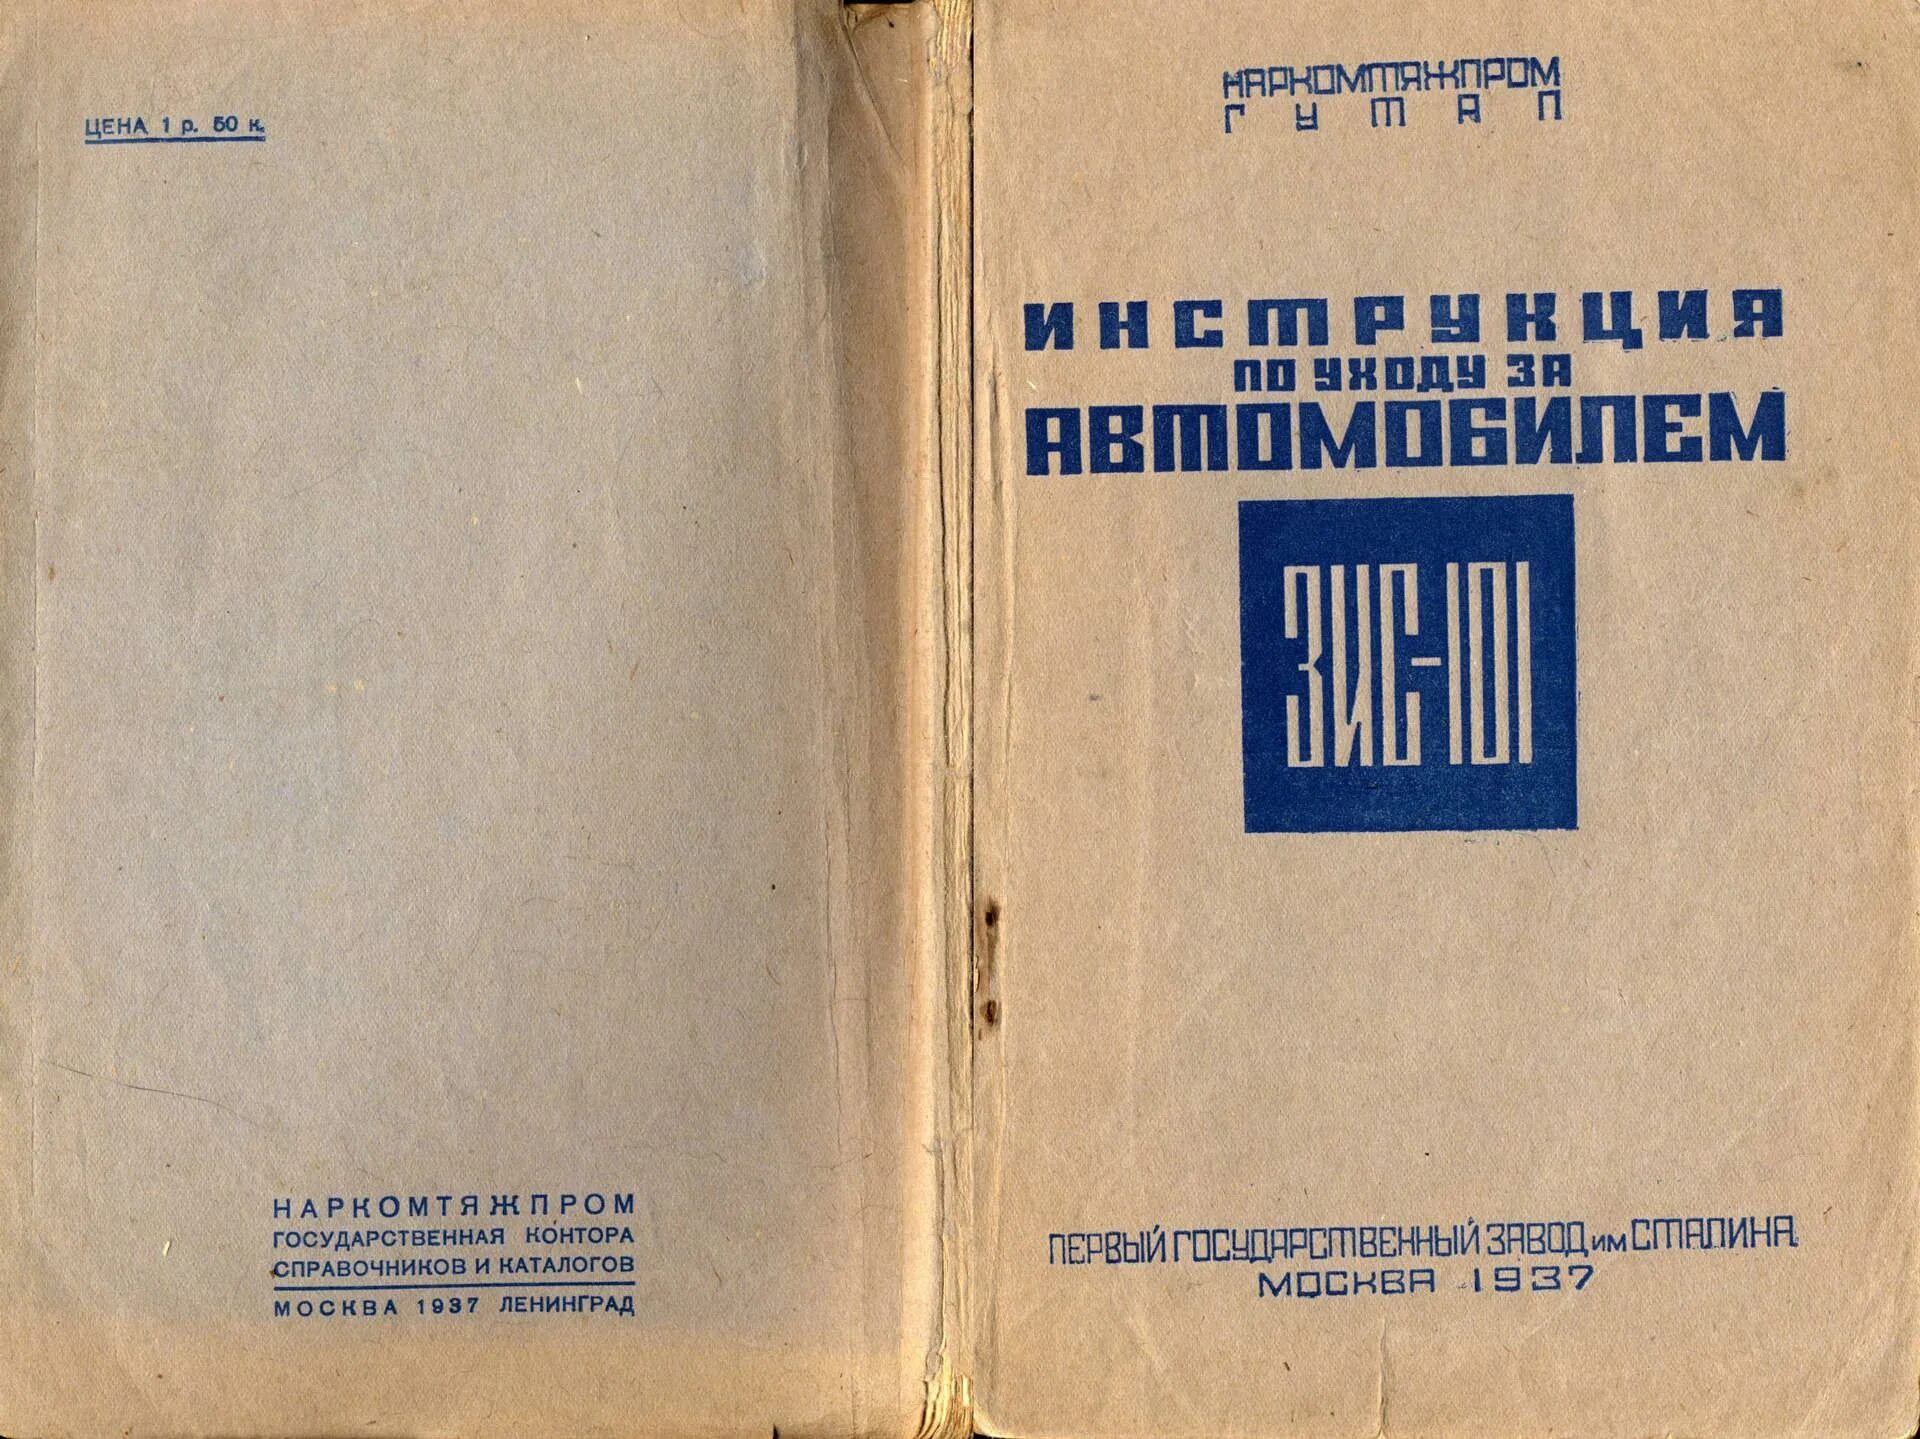 ЦЕНА 1 р. 50 к.
НАРКОМТЯЖПРОМ
ГОСУДАРСТВЕННАЯ КОНТОРА
СПРАВОЧНИКОВ И КАТАЛОГОВ
МОСКВА 1937 ЛЕНИНГРАД
НАРКОМТЯЖПРОМ
ГУТАП
ИНСТРУКЦИЯ
ПО УХОДУ ЗА
АВТОМОБИЛЕМ
ЗИС-101
ПЕРВЫЙ ГОСУДАРСТВЕННЫЙ ЗАВОД ИМ СТАЛИНА
МОСКВА 1937